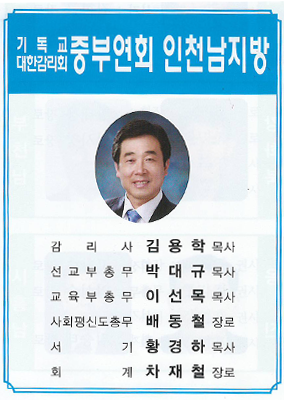 기독교
대한감리회 중부연회 인천남지방
감리사 김용학 목사
선교부총무 박대규 목사
교육부총무 이선목 목사
사회평신도총무 배동철 장로
서기 황경하 목사
회계 차재철 장로